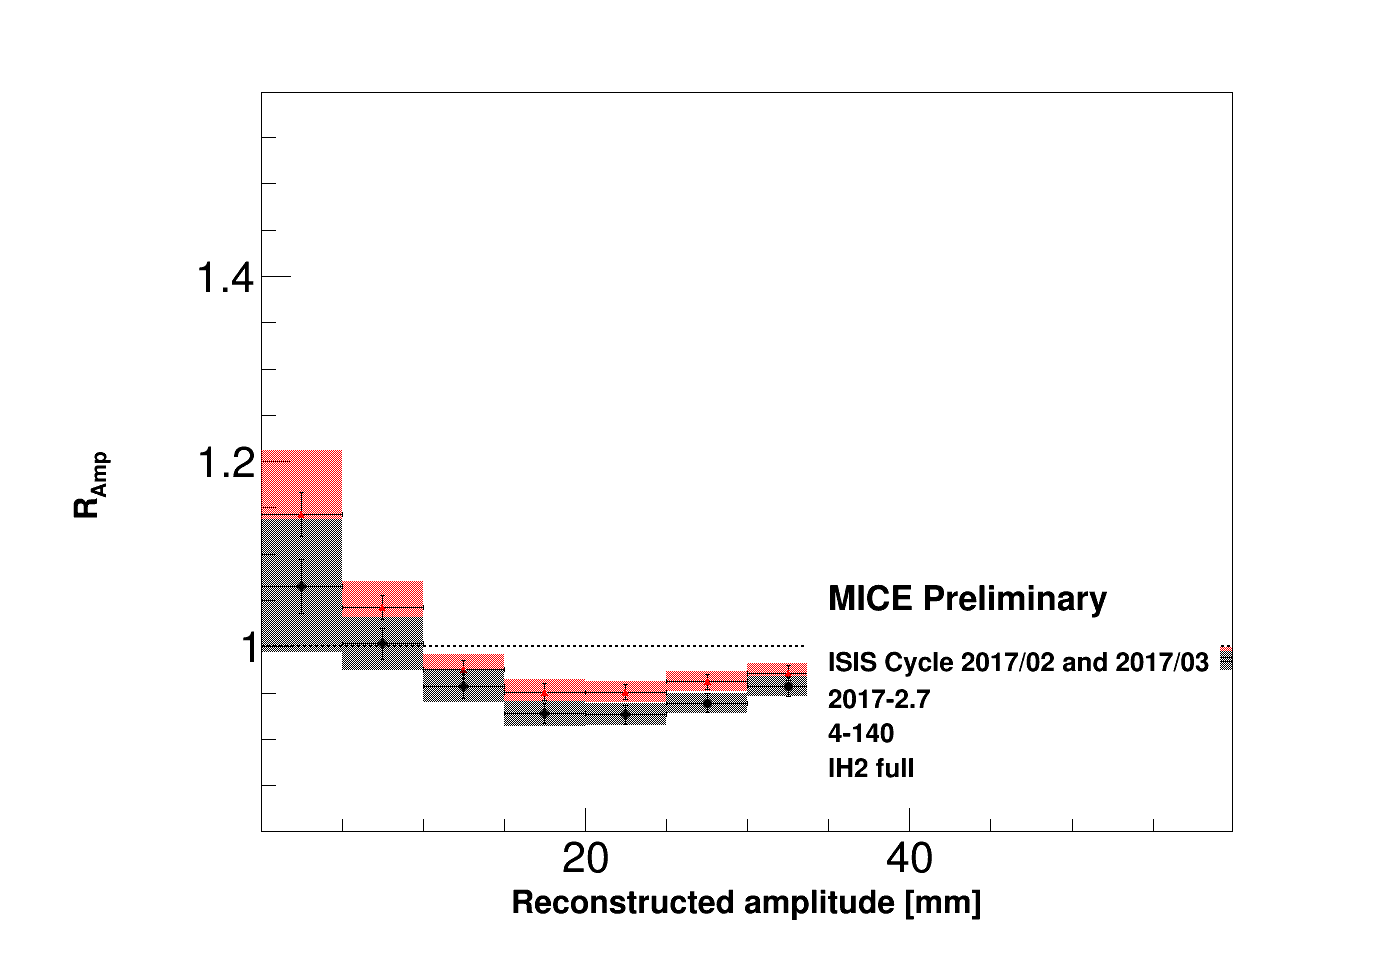 1.4
1.2
1
R_Amp
MICE Preliminary
ISIS Cycle 2017/02 and 2017/03
2017-2.7
4-140
lH2 full
20 40
Reconstructed amplitude [mm]